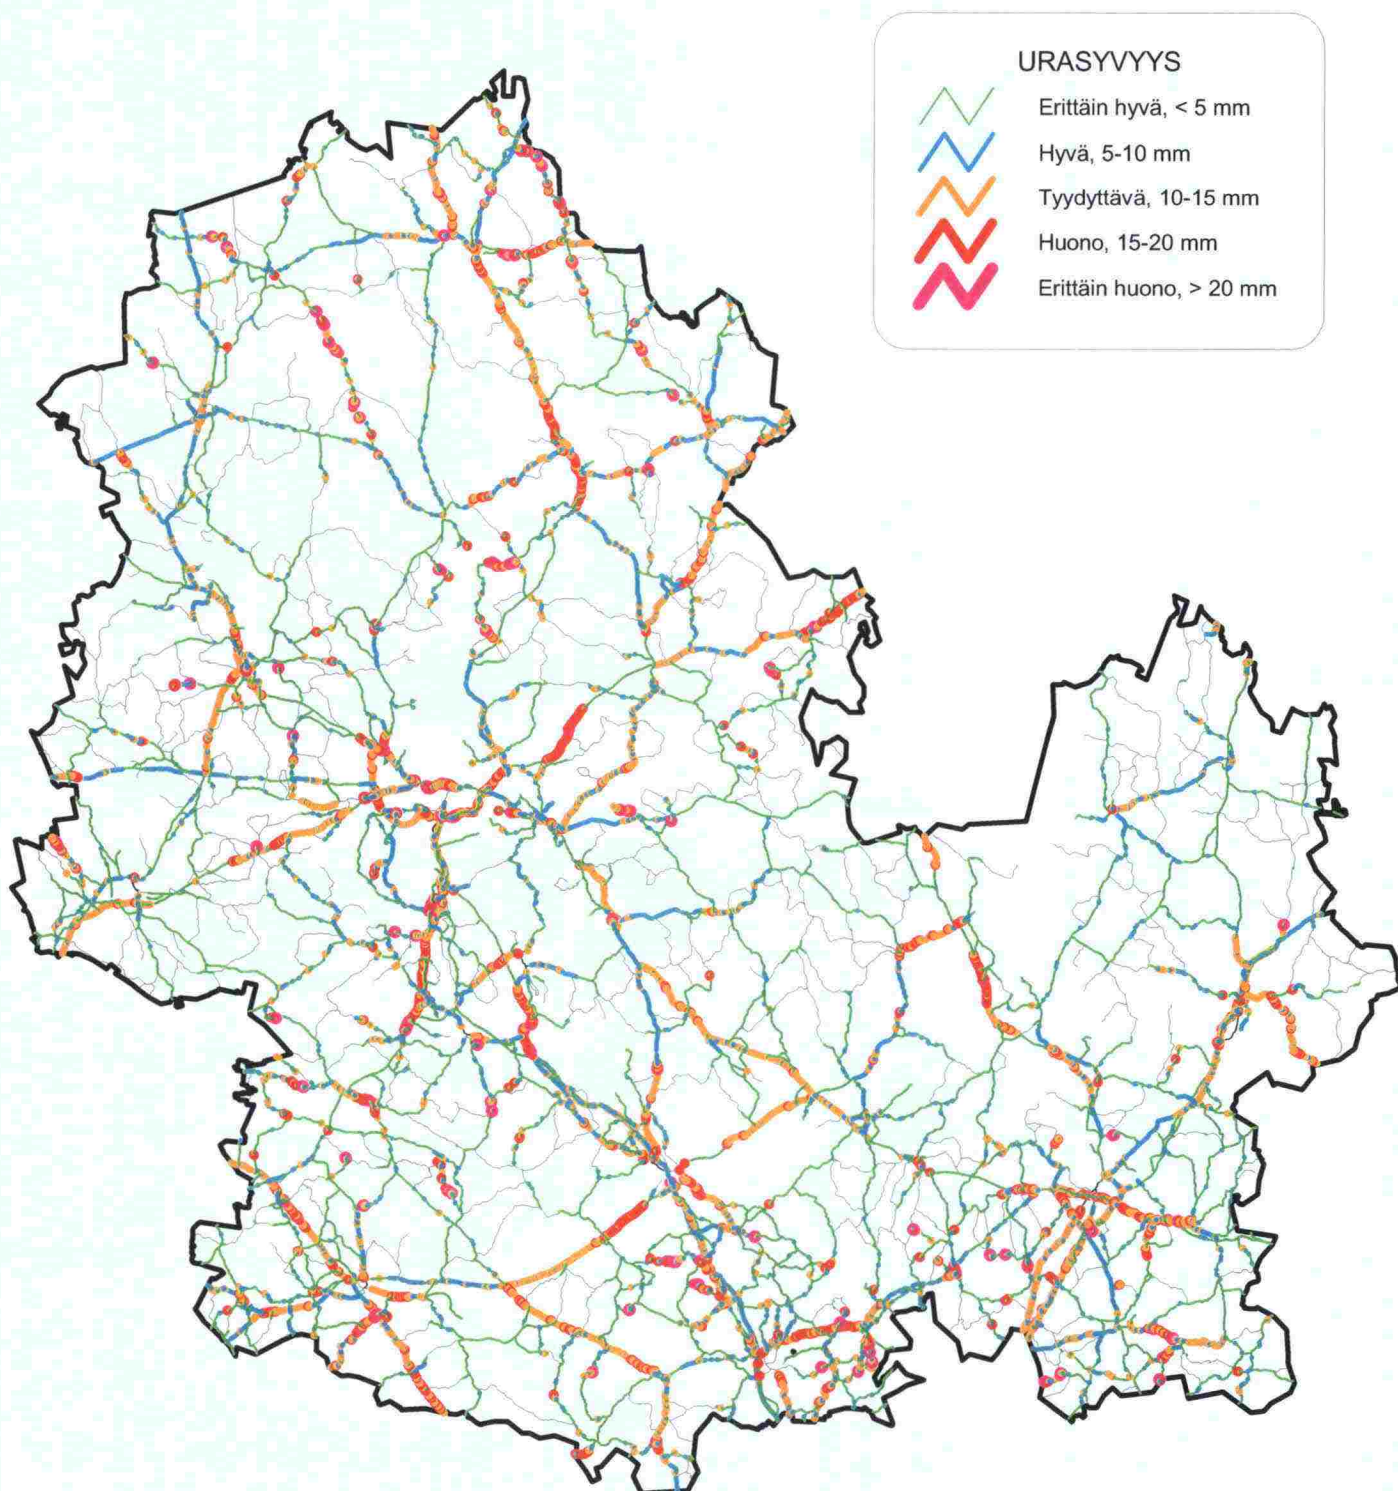 URASYVYYS
Erittäin hyvä, < 5 mm
Hyvä, 5-10 mm
Tyydyttävä, 10-15 mm
Huono, 15-20 mm
Erittäin huono, > 20 mm